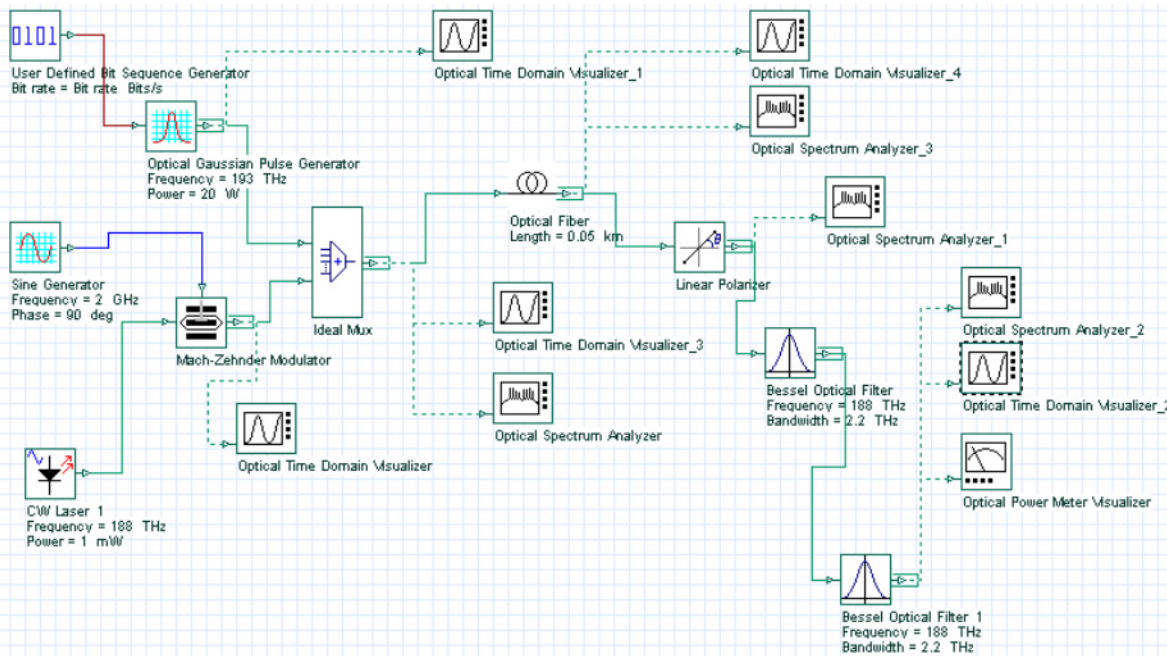 0101
User Defined Bit Sequence Generator
Bit rate = Bit rate Bits/s
Optical Time Domain Visualizer_1
Optical Time Domain Visualizer_4
Optical Spectrum Analyzer_3
Optical Gaussian Pulse Generator
Frequency = 193 THz
Power = 20 W
Optical Fiber
Length = 0.05 km
Optical Spectrum Analyzer_1
Sine Generator
Frequency = 2 GHz
Phase = 90 deg
Ideal Mux
θ
Linear Polarizer
Optical Spectrum Analyzer_2
Mach-Zehnder Modulator
Optical Time Domain Visualizer_3
Bessel Optical Filter
Frequency = 188 THz
Bandwidth = 2.2 THz
Optical Time Domain Visualizer_2
Optical Spectrum Analyzer
Optical Time Domain Visualizer
Optical Power Meter Visualizer
CW Laser 1
Frequency = 188 THz
Power = 1 mW
Bessel Optical Filter 1
Frequency = 188 THz
Bandwidth = 2.2 THz